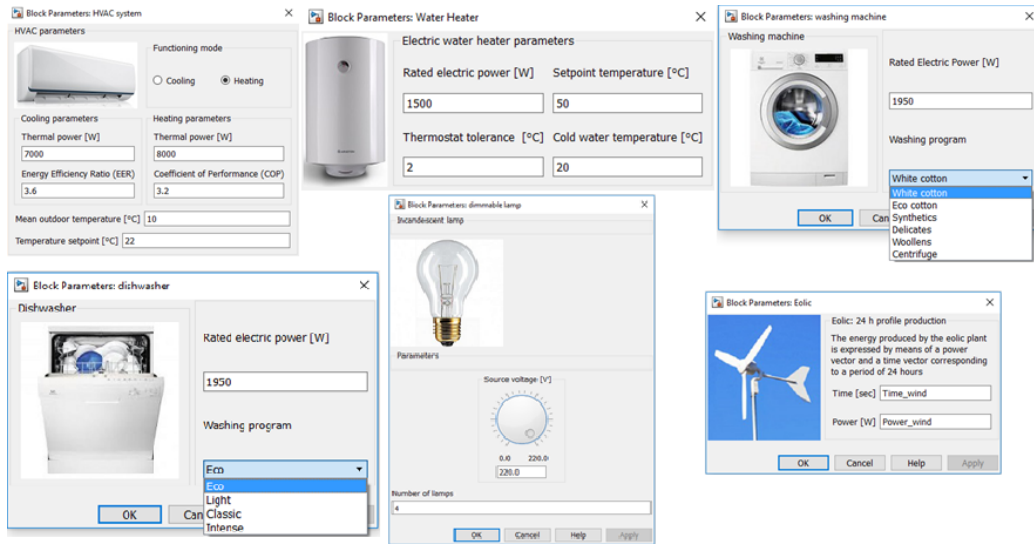 Block Parameters: HVAC system
HVAC parameters
Functioning mode
Cooling
Heating
Cooling parameters
Thermal power [W]
7000
Energy Efficiency Ratio (EER)
3.6
Heating parameters
Thermal power [W]
8000
Coefficient of Performance (COP)
3.2
Mean outdoor temperature [°C] 10
Temperature setpoint [°C] 22
Block Parameters: Water Heater
Electric water heater parameters
Rated electric power [W]
Setpoint temperature [°C]
1500
50
Thermostat tolerance [°C]
Cold water temperature [°C]
2
20
Block Parameters: washing machine
Washing machine
Rated Electric Power [W]
1950
Washing program
White cotton
White cotton
Eco cotton
Synthetics
Delicates
Woollens
Centrifuge
OK
Can
Block Parameters: dishwasher
Dishwasher
Rated electric power [W]
1950
Washing program
Eco
Eco
Light
Classic
Intense
OK
Can
Block Parameters: dimmable lamp
Incandescent lamp
Parameters
Source voltage [V]
0.0 220.0
220.0
Number of lamps
4
OK
Cancel
Help
Apply
Block Parameters: Eolic
Eolic: 24 h profile production
The energy produced by the eolic plant
is expressed by means of a power
vector and a time vector corresponding
to a period of 24 hours
Time [sec] Time_wind
Power [W] Power_wind
OK
Cancel
Help
Apply